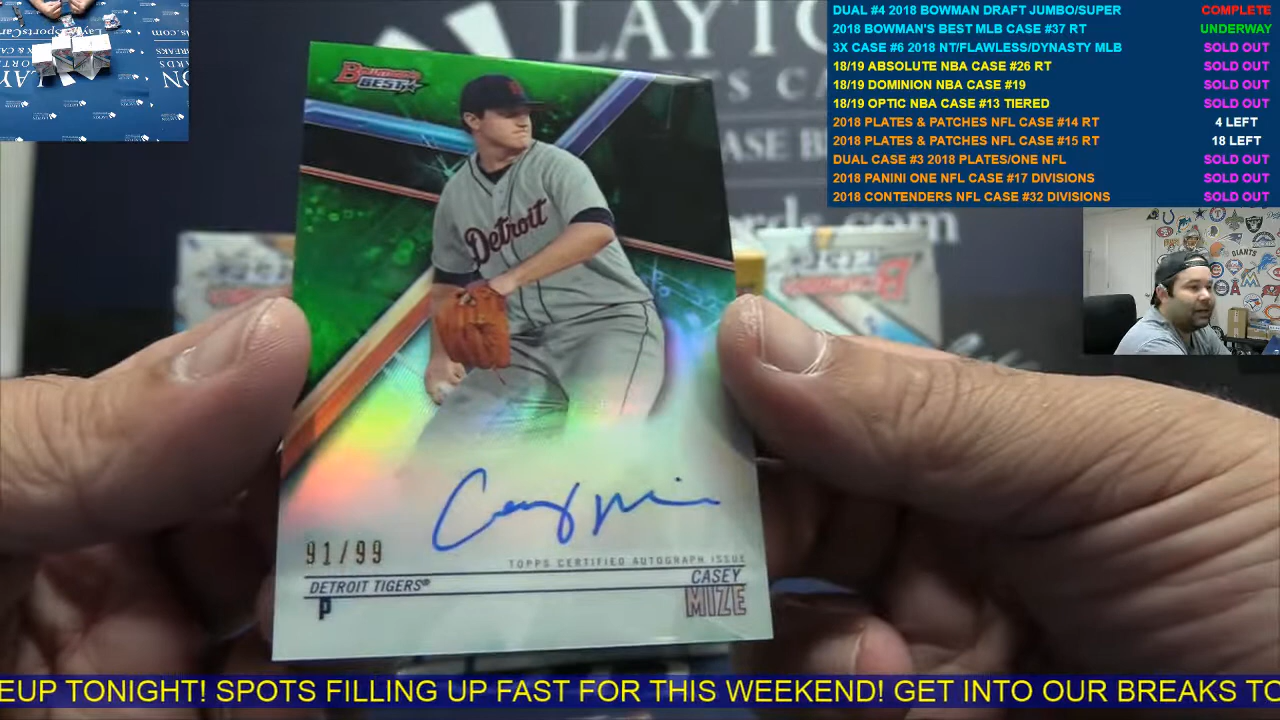 DUAL #4 2018 BOWMAN DRAFT JUMBO/SUPER COMPLETE
2018 BOWMAN'S BEST MLB CASE #37 RT UNDERWAY
3X CASE #6 2018 NT/FLAWLESS/DYNASTY MLB SOLD OUT
18/19 ABSOLUTE NBA CASE #26 RT SOLD OUT
18/19 DOMINION NBA CASE #19 SOLD OUT
18/19 OPTIC NBA CASE #13 TIERED SOLD OUT
2018 PLATES & PATCHES NFL CASE #14 RT 4 LEFT
2018 PLATES & PATCHES NFL CASE #15 RT 18 LEFT
DUAL CASE #3 2018 PLATES/ONE NFL SOLD OUT
2018 PANINI ONE NFL CASE #17 DIVISIONS SOLD OUT
2018 CONTENDERS NFL CASE #32 DIVISIONS SOLD OUT
LAYTO
GIANTS
BEST
Detroit
91/99
TOPPS CERTIFIED AUTOGRAPH ISSUE
DETROIT TIGERS®
CASEY
P
MIZE
EUP TONIGHT! SPOTS FILLING UP FAST FOR THIS WEEKEND! GET INTO OUR BREAKS TO